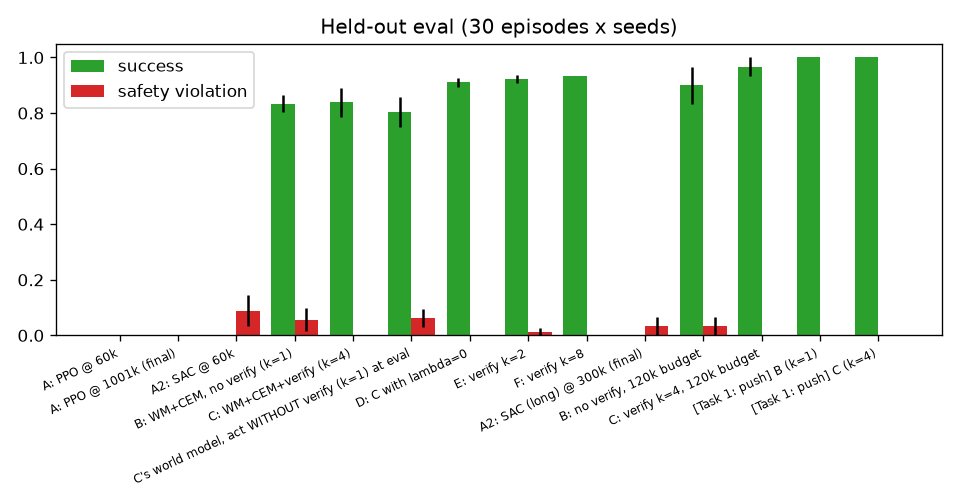 Held-out eval (30 episodes x seeds)
success
safety violation
1.0
0.8
0.6
0.4
0.2
0.0
A: PPO @ 60k
A: PPO @ 1001k (final)
A2: SAC @ 60k
B: WM+CEM, no verify (k=1)
C: WM+CEM+verify (k=4)
C's world model, act WITHOUT verify (k=1) at eval
D: C with lambda=0
E: verify k=2
F: verify k=8
A2: SAC (long) @ 300k (final)
B: no verify, 120k budget
C: verify k=4, 120k budget
[Task 1: push] B (k=1)
[Task 1: push] C (k=4)